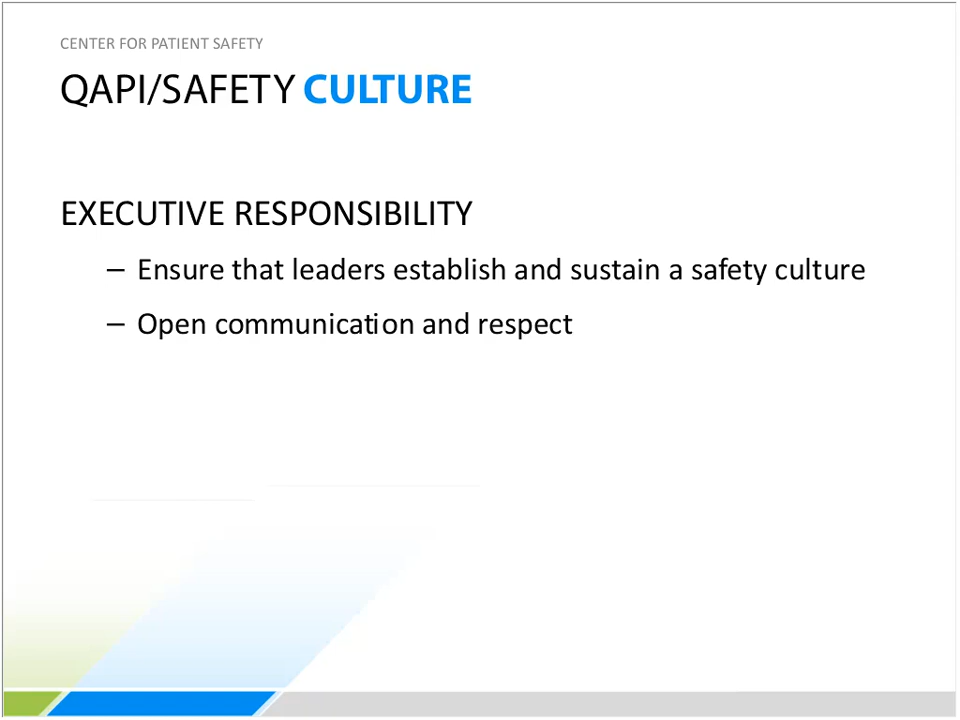 CENTER FOR PATIENT SAFETY
QAPI/SAFETY CULTURE
EXECUTIVE RESPONSIBILITY
– Ensure that leaders establish and sustain a safety culture
– Open communication and respect